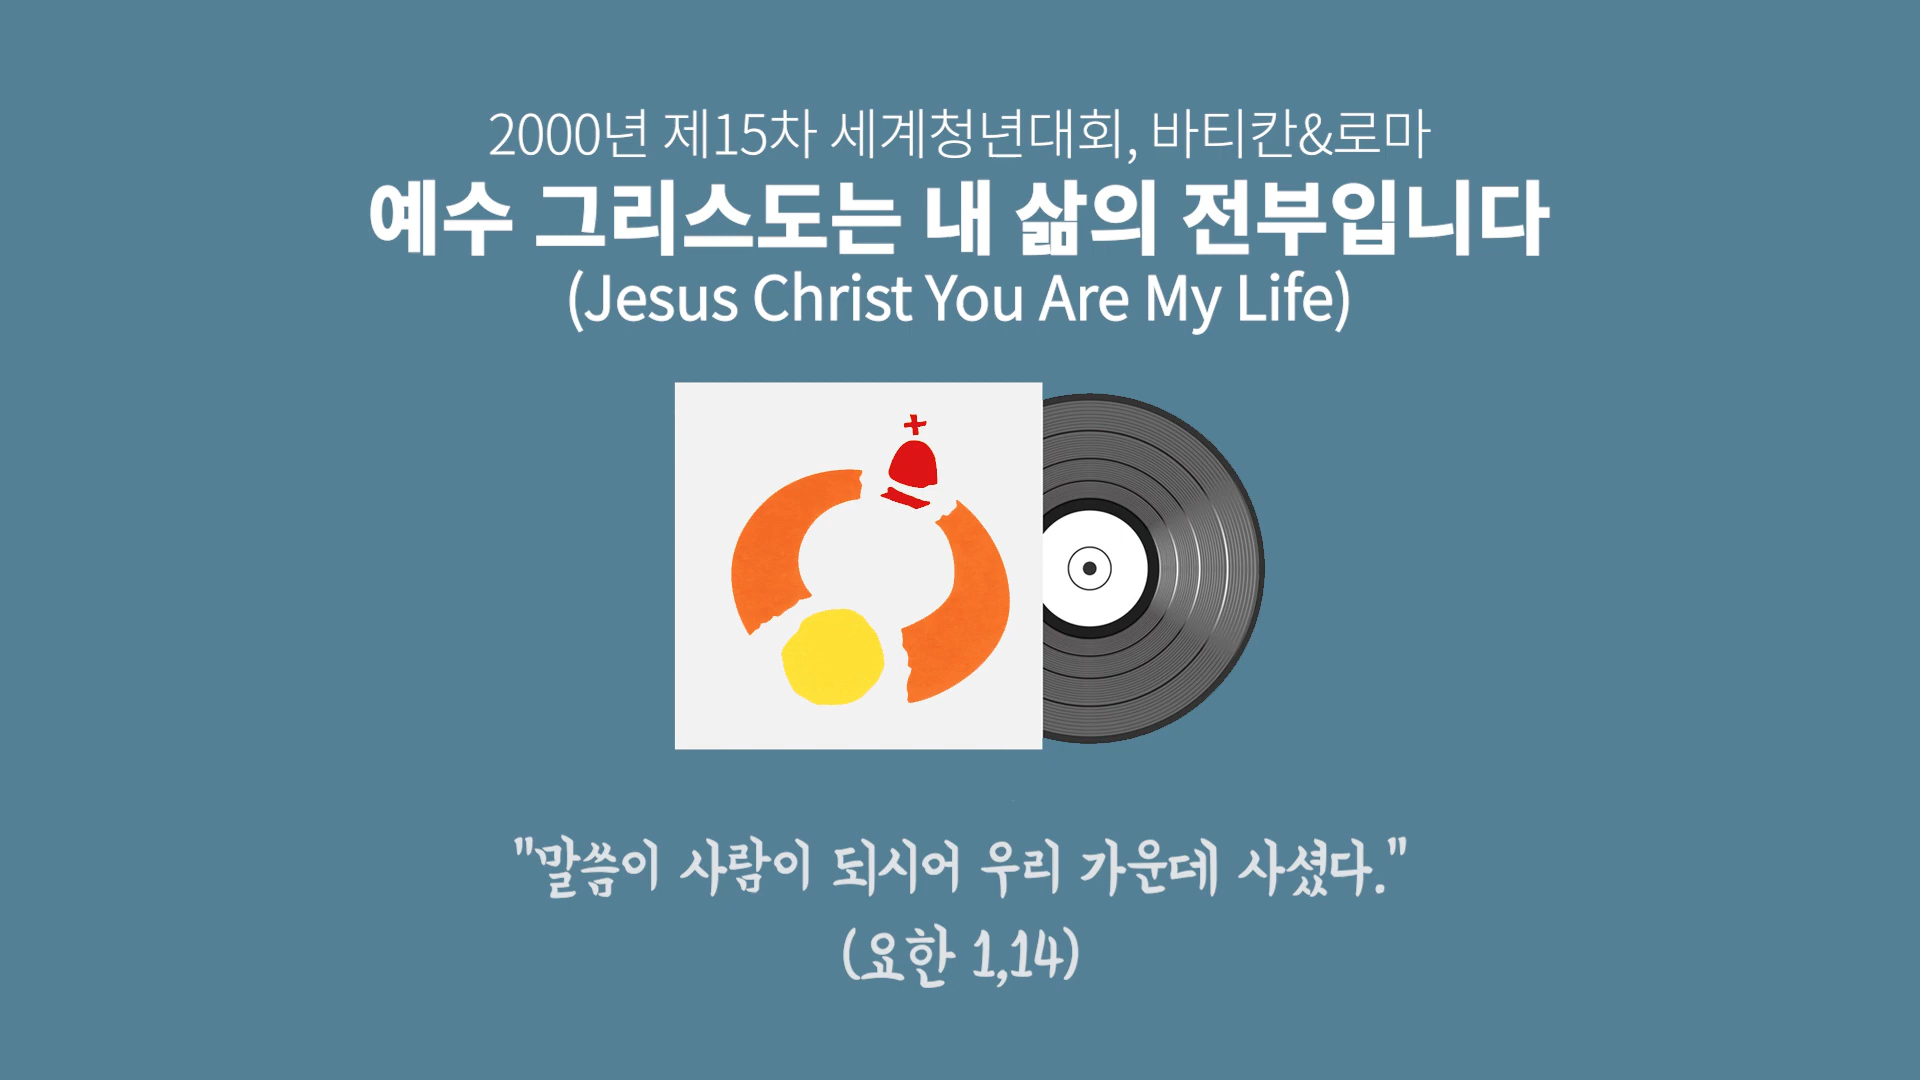 2000년 제15차 세계청년대회, 바티칸&로마
예수 그리스도는 내 삶의 전부입니다
(Jesus Christ You Are My Life)
"말씀이 사람이 되시어 우리 가운데 사셨다."
(요한 1,14)